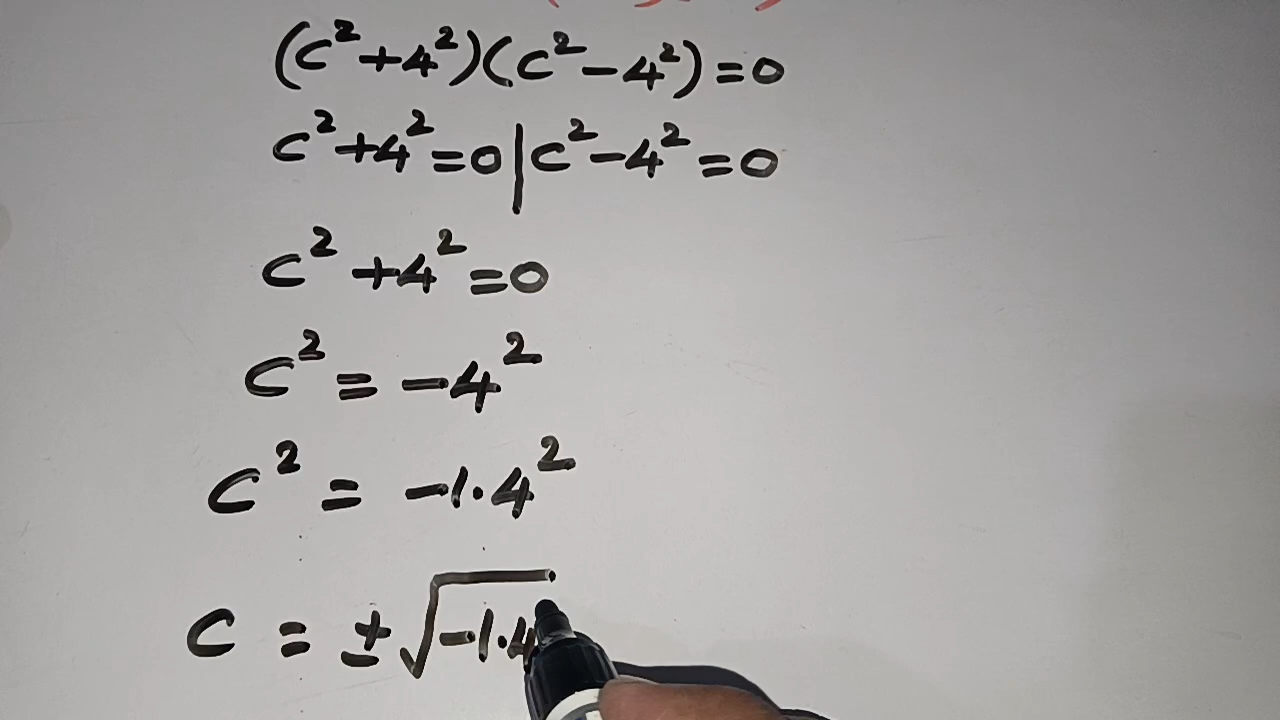 (c²+4²)(c²-4²)=0
c²+4²=0|c²-4²=0
c²+4²=0
c²=-4²
c²=-1.4²
c=±√-1.4